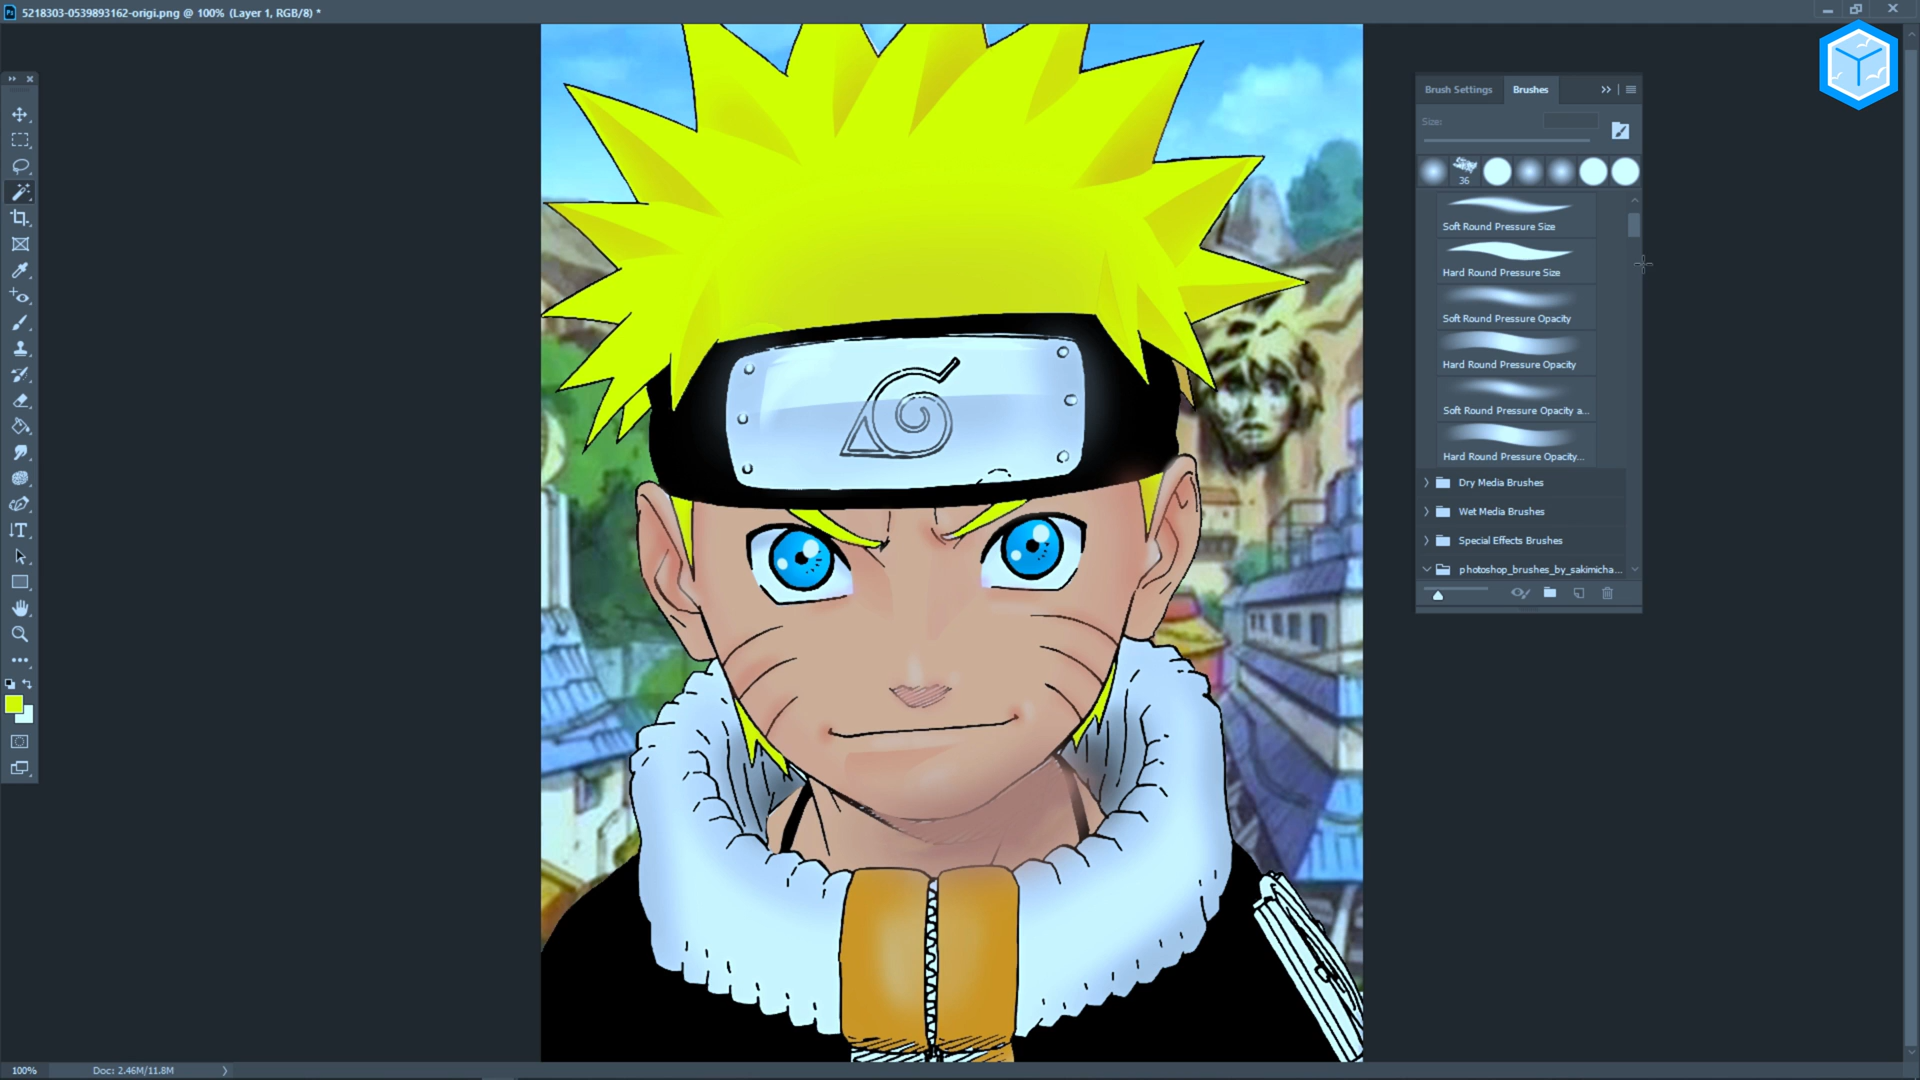 5218303-0539893162-origi.png @ 100% (Layer 1, RGB/8) *
Brush Settings
Brushes
Size:
36
Soft Round Pressure Size
Hard Round Pressure Size
Soft Round Pressure Opacity
Hard Round Pressure Opacity
Soft Round Pressure Opacity a...
Hard Round Pressure Opacity...
Dry Media Brushes
Wet Media Brushes
Special Effects Brushes
photoshop_brushes_by_sakimicha...
100%
Doc: 2.46M/11.8M